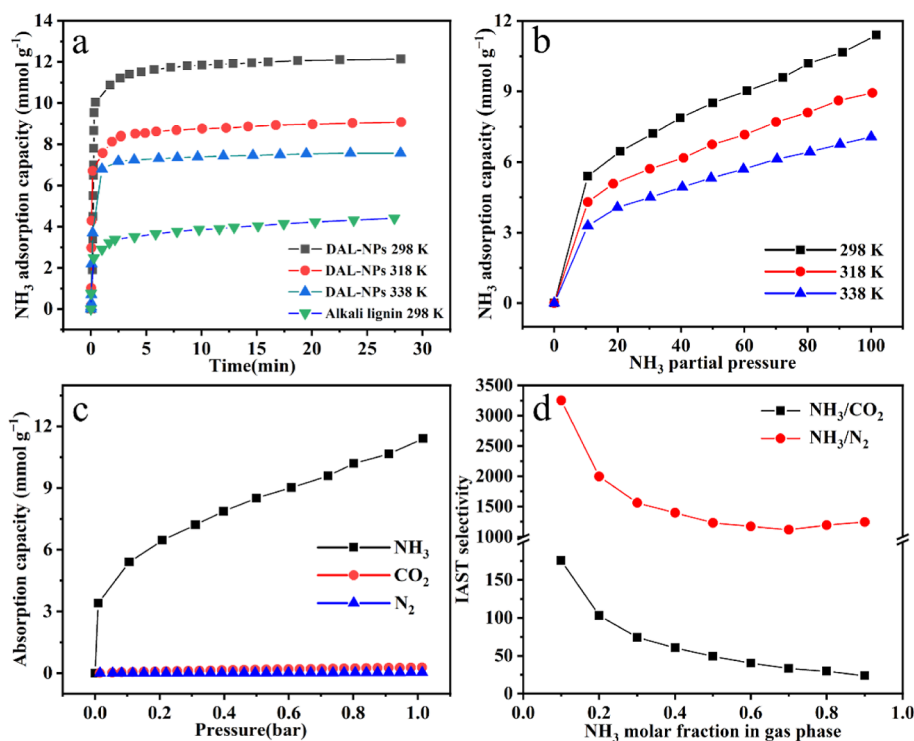 a
NH₃ adsorption capacity (mmol g⁻¹)
14
12
10
8
6
4
2
0
0
5
10
15
20
25
30
Time(min)
DAL-NPs 298 K
DAL-NPs 318 K
DAL-NPs 338 K
Alkali lignin 298 K
b
NH₃ adsorption capacity (mmol g⁻¹)
12
9
6
3
0
0
20
40
60
80
100
NH₃ partial pressure
298 K
318 K
338 K
c
Absorption capacity (mmol g⁻¹)
12
9
6
3
0
0.0
0.2
0.4
0.6
0.8
1.0
Pressure(bar)
NH₃
CO₂
N₂
d
IAST selectivity
3500
3000
2500
2000
1500
1000
150
100
50
0
0.0
0.2
0.4
0.6
0.8
1.0
NH₃ molar fraction in gas phase
NH₃/CO₂
NH₃/N₂